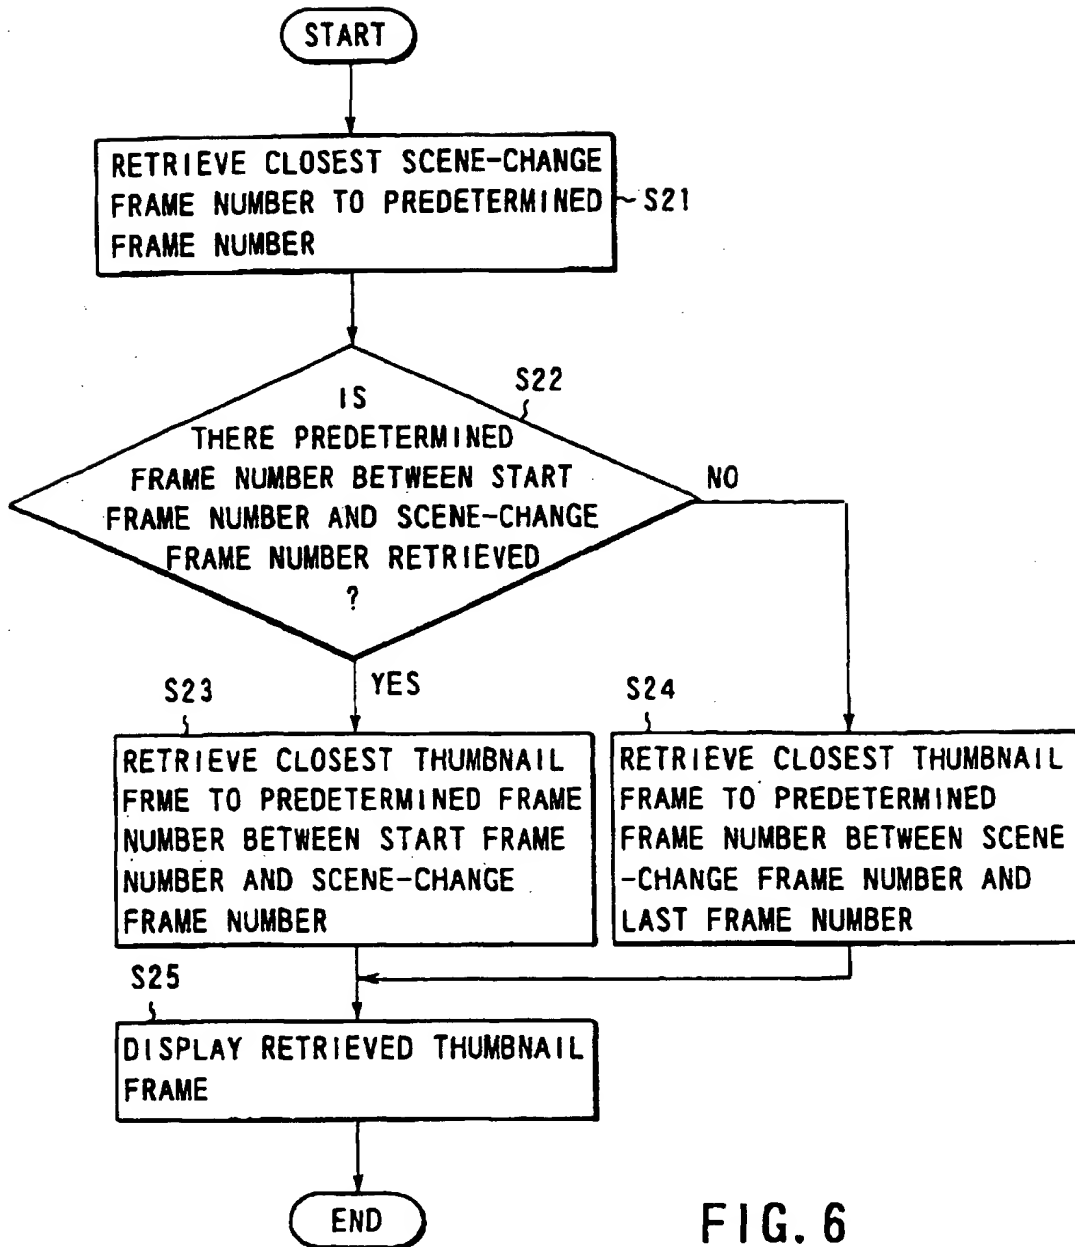 START
RETRIEVE CLOSEST SCENE-CHANGE
FRAME NUMBER TO PREDETERMINED
FRAME NUMBER
S21
S22
IS
THERE PREDETERMINED
FRAME NUMBER BETWEEN START
FRAME NUMBER AND SCENE-CHANGE
FRAME NUMBER RETRIEVED
?
NO
YES
S23
RETRIEVE CLOSEST THUMBNAIL
FRME TO PREDETERMINED FRAME
NUMBER BETWEEN START FRAME
NUMBER AND SCENE-CHANGE
FRAME NUMBER
S24
RETRIEVE CLOSEST THUMBNAIL
FRAME TO PREDETERMINED
FRAME NUMBER BETWEEN SCENE
-CHANGE FRAME NUMBER AND
LAST FRAME NUMBER
S25
DISPLAY RETRIEVED THUMBNAIL
FRAME
END
FIG. 6